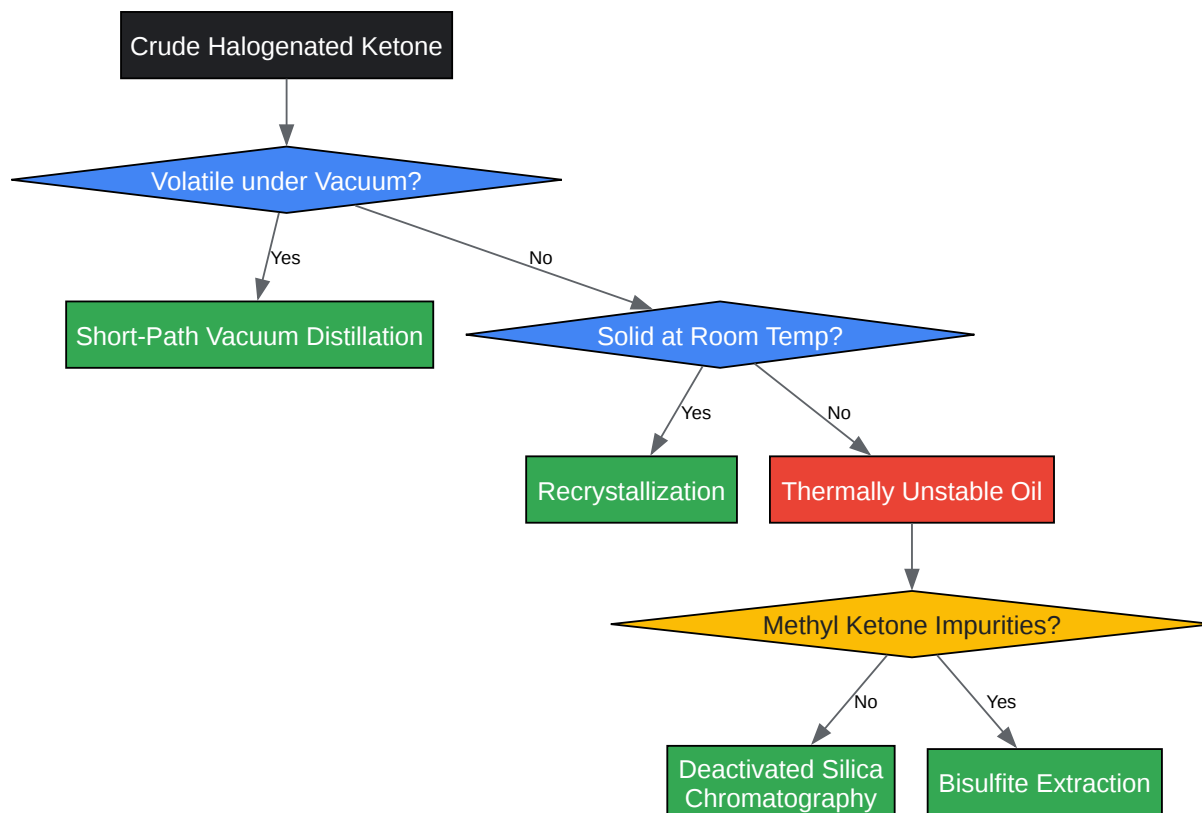 Crude Halogenated Ketone
Volatile under Vacuum?
Yes
No
Short-Path Vacuum Distillation
Solid at Room Temp?
Yes
No
Recrystallization
Thermally Unstable Oil
Methyl Ketone Impurities?
No
Yes
Deactivated Silica
Chromatography
Bisulfite Extraction